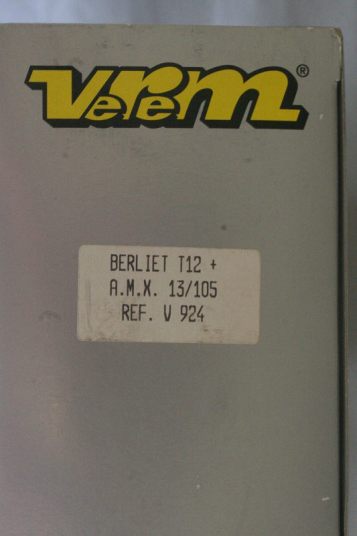 Verem®
BERLIET T12 +
A.M.X. 13/105
REF. V 924